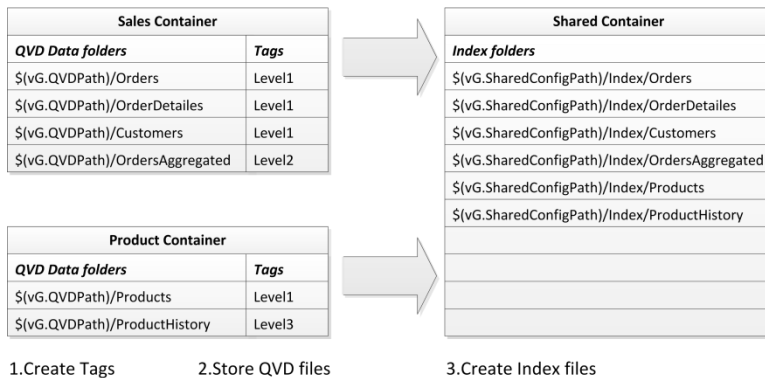 Sales Container
QVD Data folders Tags
$(vG.QVDPath)/Orders Level1
$(vG.QVDPath)/OrderDetailes Level1
$(vG.QVDPath)/Customers Level1
$(vG.QVDPath)/OrdersAggregated Level2
Product Container
QVD Data folders Tags
$(vG.QVDPath)/Products Level1
$(vG.QVDPath)/ProductHistory Level3
Shared Container
Index folders
$(vG.SharedConfigPath)/Index/Orders
$(vG.SharedConfigPath)/Index/OrderDetailes
$(vG.SharedConfigPath)/Index/Customers
$(vG.SharedConfigPath)/Index/OrdersAggregated
$(vG.SharedConfigPath)/Index/Products
$(vG.SharedConfigPath)/Index/ProductHistory
1.Create Tags 2.Store QVD files 3.Create Index files